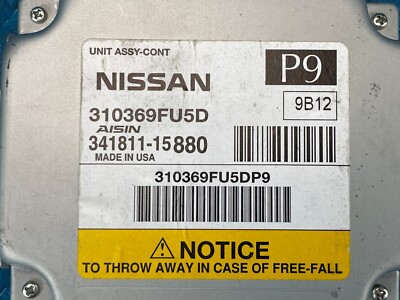 UNIT ASSY-CONT
P9
NISSAN
9B12
310369FU5D
AISIN
341811-15880
MADE IN USA
310369FU5DP9
NOTICE
TO THROW AWAY IN CASE OF FREE-FALL